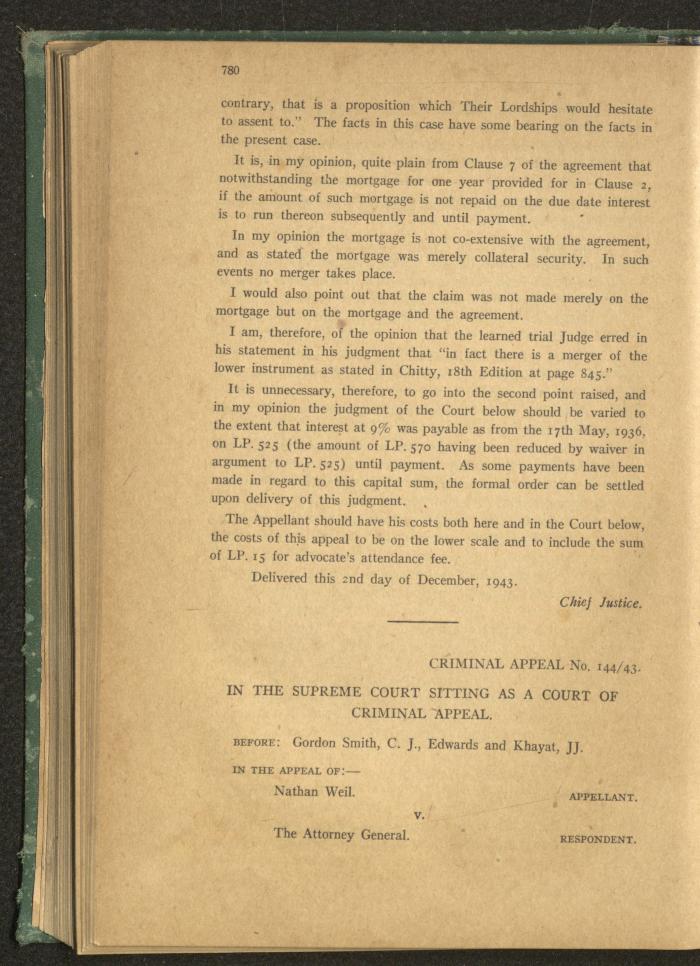 780
contrary, that is a proposition which Their Lordships would hesitate
to assent to.” The facts in this case have some bearing on the facts in
the present case.
It is, in my opinion, quite plain from Clause 7 of the agreement that
notwithstanding the mortgage for one year provided for in Clause 2,
if the amount of such mortgage is not repaid on the due date interest
is to run thereon subsequently and until payment.
In my opinion the mortgage is not co-extensive with the agreement,
and as stated the mortgage was merely collateral security. In such
events no merger takes place.
I would also point out that the claim was not made merely on the
mortgage but on the mortgage and the agreement.
I am, therefore, of the opinion that the learned trial Judge erred in
his statement in his judgment that “in fact there is a merger of the
lower instrument as stated in Chitty, 18th Edition at page 845.”
It is unnecessary, therefore, to go into the second point raised, and
in my opinion the judgment of the Court below should be varied to
the extent that interest at 9% was payable as from the 17th May, 1936,
on LP. 525 (the amount of LP. 570 having been reduced by waiver in
argument to LP. 525) until payment. As some payments have been
made in regard to this capital sum, the formal order can be settled
upon delivery of this judgment.
The Appellant should have his costs both here and in the Court below,
the costs of this appeal to be on the lower scale and to include the sum
of LP. 15 for advocate's attendance fee.
Delivered this 2nd day of December, 1943.
Chief Justice.
CRIMINAL APPEAL No. 144/43.
IN THE SUPREME COURT SITTING AS A COURT OF
CRIMINAL APPEAL.
BEFORE: Gordon Smith, C. J., Edwards and Khayat, JJ.
IN THE APPEAL OF:—
Nathan Weil. APPELLANT.
v.
The Attorney General. RESPONDENT.